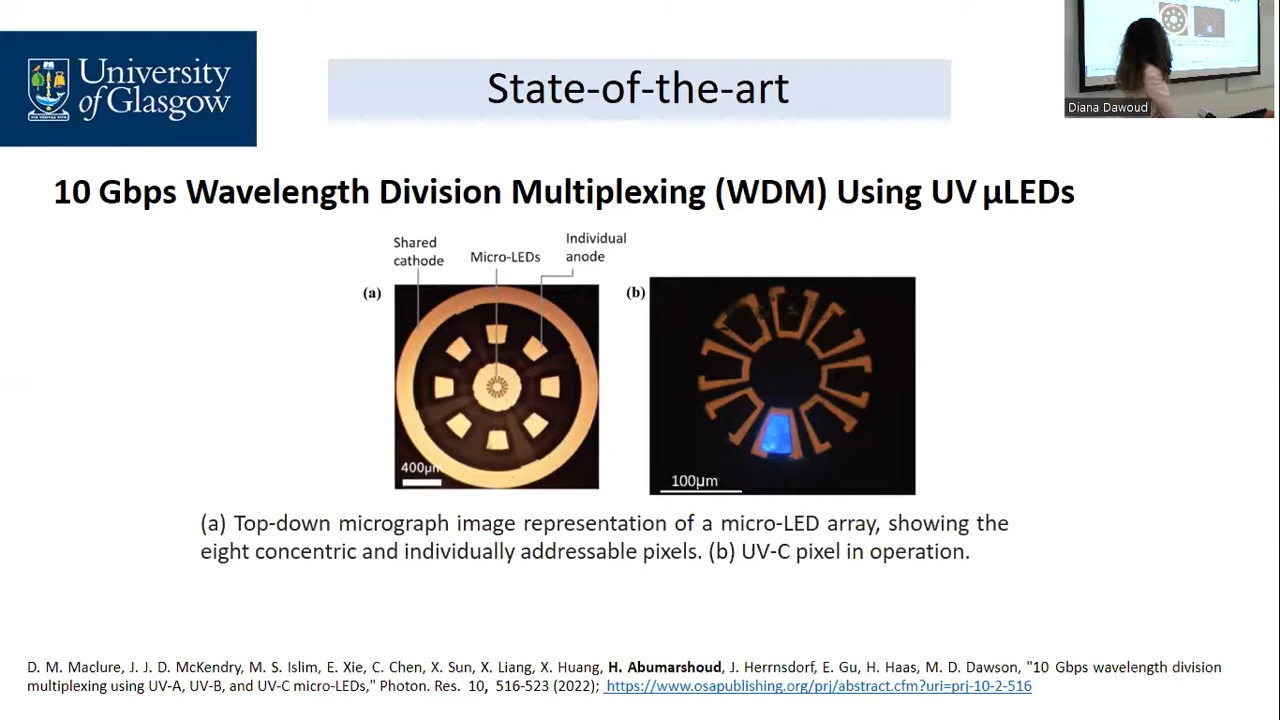 University
of Glasgow
VIA VERITAS VITA
State-of-the-art
Diana Dawoud
10 Gbps Wavelength Division Multiplexing (WDM) Using UV µLEDs
Shared
cathode
Micro-LEDs
Individual
anode
(a)
(b)
400µm
100µm
(a) Top-down micrograph image representation of a micro-LED array, showing the
eight concentric and individually addressable pixels. (b) UV-C pixel in operation.
D. M. Maclure, J. J. D. McKendry, M. S. Islim, E. Xie, C. Chen, X. Sun, X. Liang, X. Huang, H. Abumarshoud, J. Herrnsdorf, E. Gu, H. Haas, M. D. Dawson, "10 Gbps wavelength division
multiplexing using UV-A, UV-B, and UV-C micro-LEDs," Photon. Res. 10, 516-523 (2022); https://www.osapublishing.org/prj/abstract.cfm?uri=prj-10-2-516